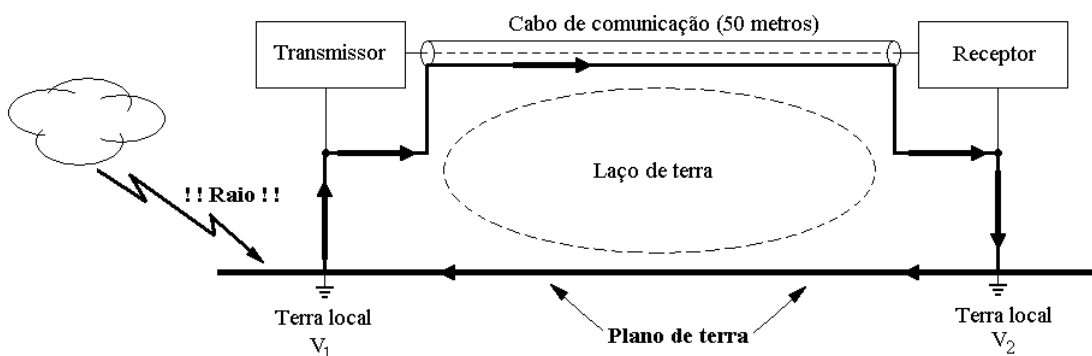 Cabo de comunicação (50 metros)
Transmissor
Receptor
! ! Raio ! !
Laço de terra
Terra local
V1
Plano de terra
Terra local
V2